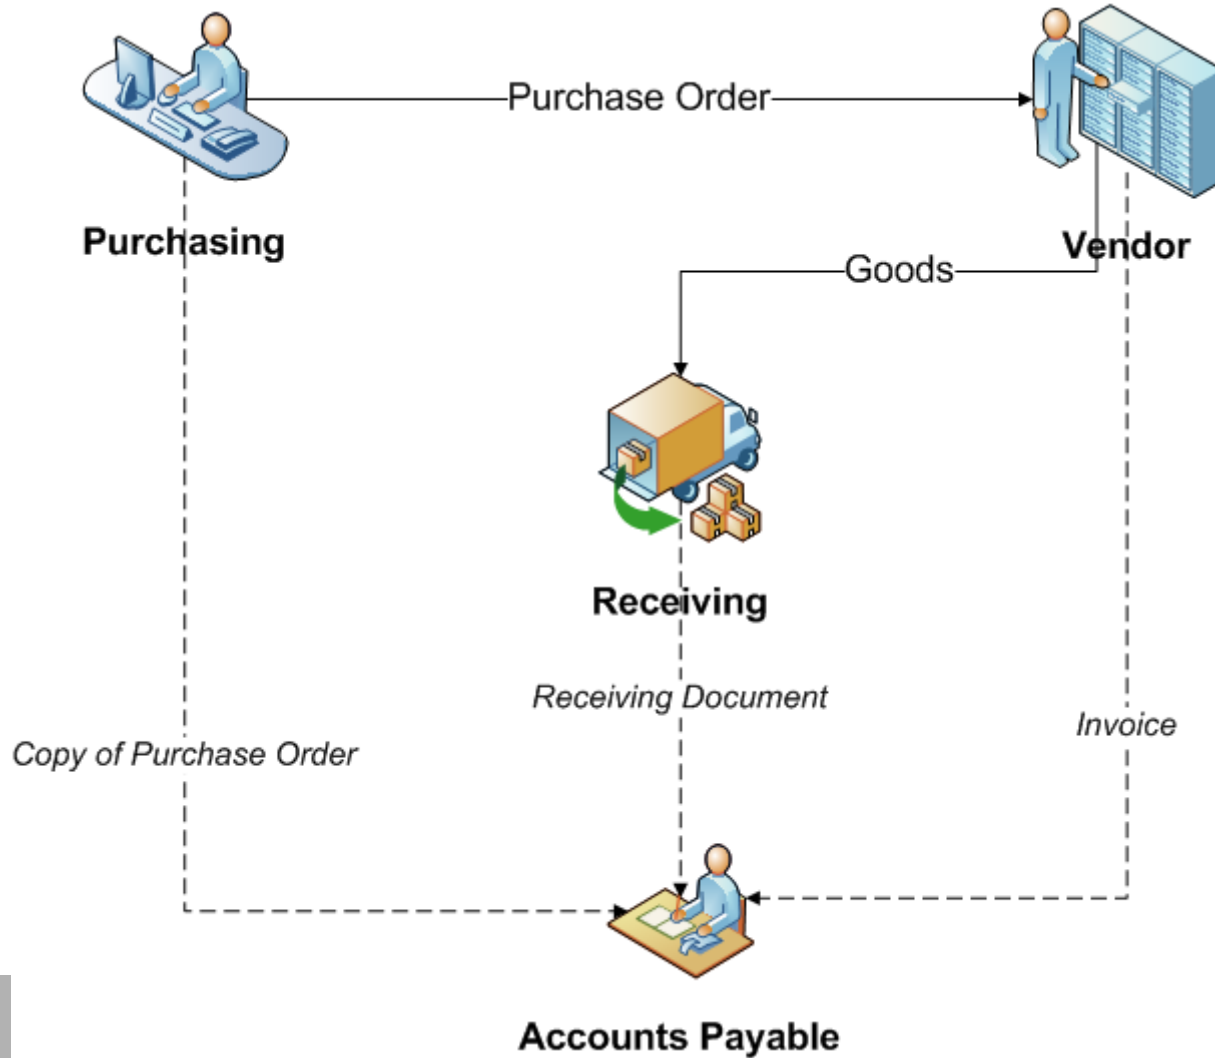 Purchase Order
Purchasing
Vendor
Goods
Receiving
Receiving Document
Invoice
Copy of Purchase Order
Accounts Payable